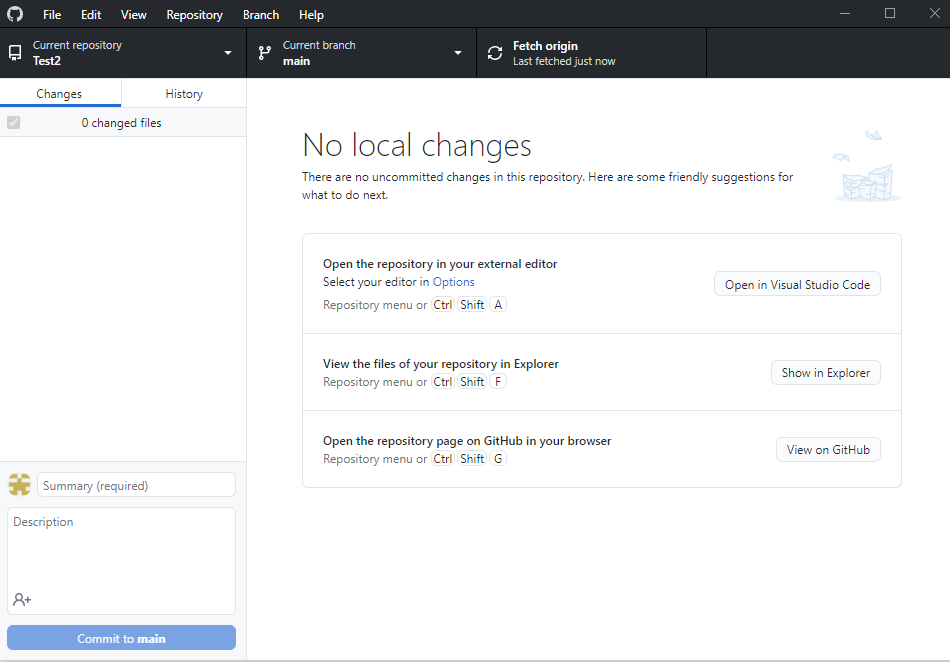 File Edit View Repository Branch Help
Current repository
Test2
Current branch
main
Fetch origin
Last fetched just now
Changes History
0 changed files
No local changes
There are no uncommitted changes in this repository. Here are some friendly suggestions for
what to do next.
Open the repository in your external editor
Select your editor in Options
Repository menu or Ctrl Shift A
Open in Visual Studio Code
View the files of your repository in Explorer
Repository menu or Ctrl Shift F
Show in Explorer
Open the repository page on GitHub in your browser
Repository menu or Ctrl Shift G
View on GitHub
Summary (required)
Description
Commit to main